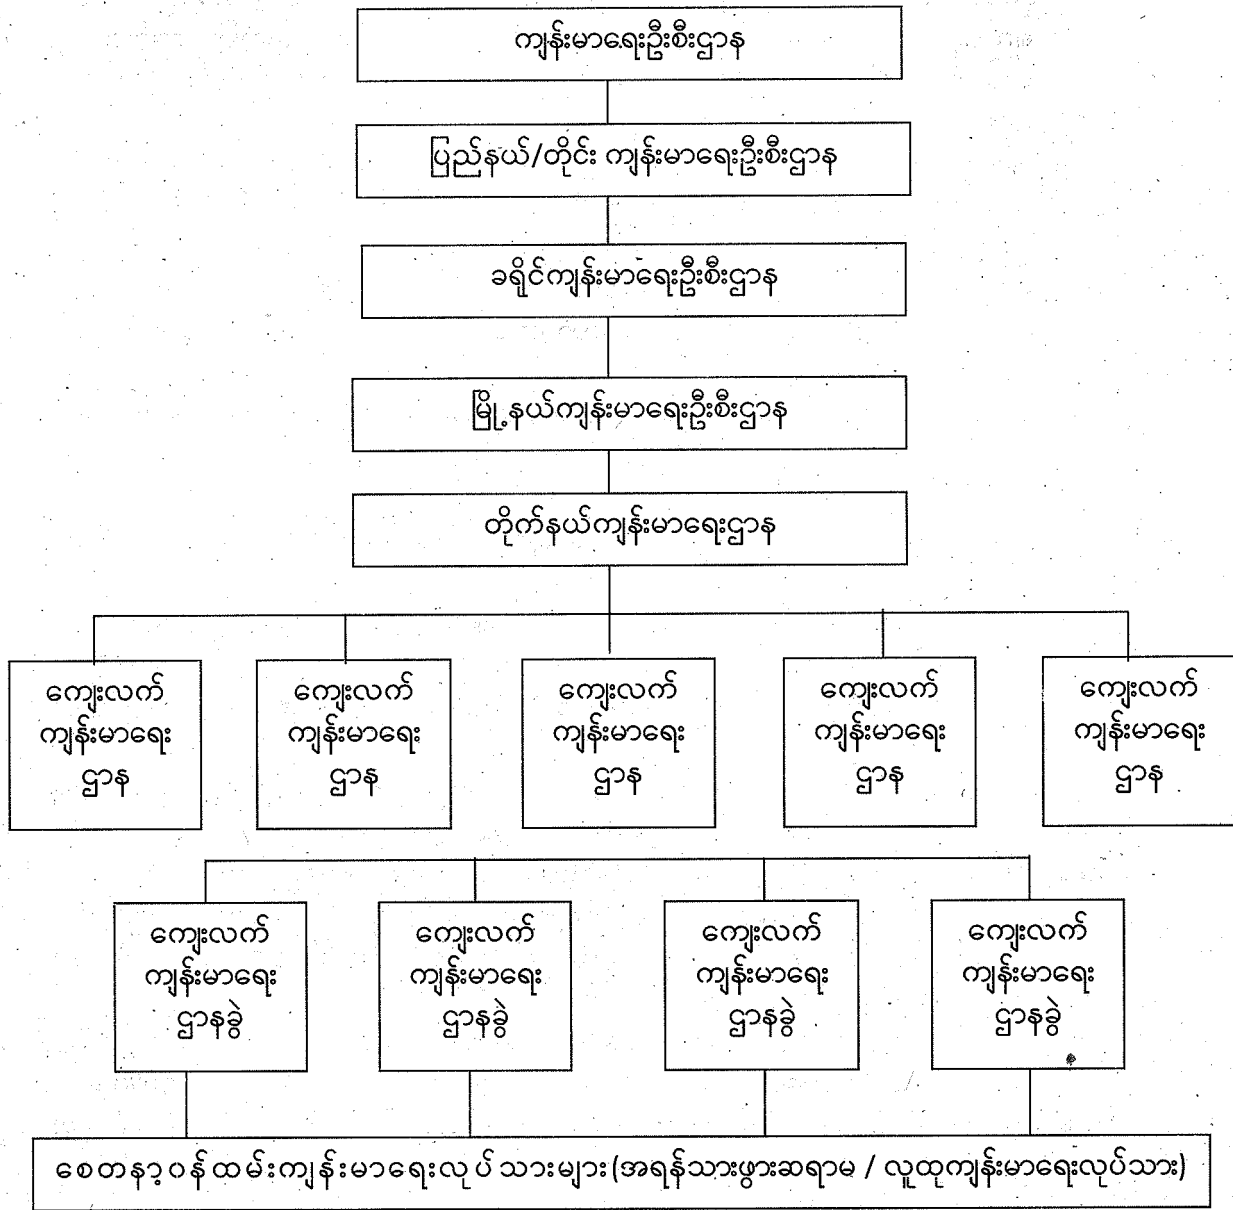 ကျန်းမာရေးဦးစီးဌာန
ပြည်နယ်/တိုင်း ကျန်းမာရေးဦးစီးဌာန
ခရိုင်ကျန်းမာရေးဦးစီးဌာန
မြို့နယ်ကျန်းမာရေးဦးစီးဌာန
တိုက်နယ်ကျန်းမာရေးဌာန
ကျေးလက်
ကျန်းမာရေး
ဌာန
ကျေးလက်
ကျန်းမာရေး
ဌာန
ကျေးလက်
ကျန်းမာရေး
ဌာန
ကျေးလက်
ကျန်းမာရေး
ဌာန
ကျေးလက်
ကျန်းမာရေး
ဌာန
ကျေးလက်
ကျန်းမာရေး
ဌာနခွဲ
ကျေးလက်
ကျန်းမာရေး
ဌာနခွဲ
ကျေးလက်
ကျန်းမာရေး
ဌာနခွဲ
ကျေးလက်
ကျန်းမာရေး
ဌာနခွဲ
စေတနာ့ဝန်ထမ်းကျန်းမာရေးလုပ်သားများ(အရန်သားဖွားဆရာမ / လူထုကျန်းမာရေးလုပ်သား)